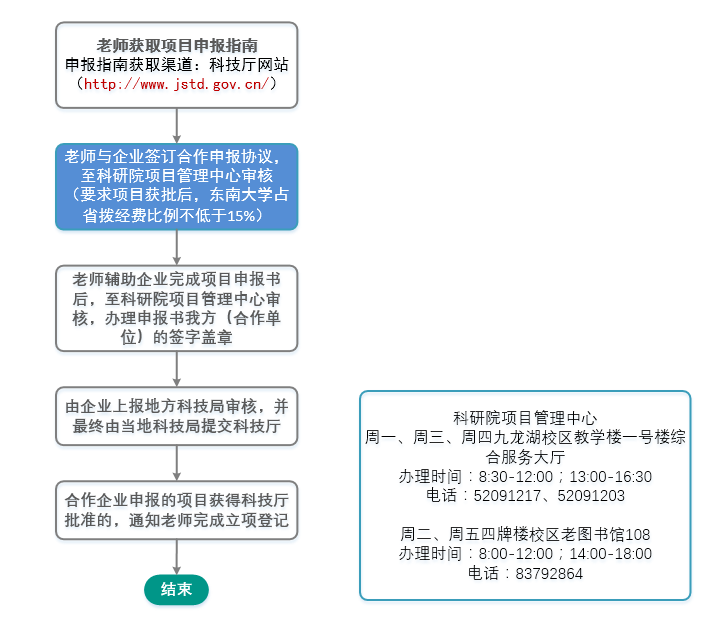 老师获取项目申报指南
申报指南获取渠道：科技厅网站
（http://www.jstd.gov.cn/）
老师与企业签订合作申报协议，
至科研院项目管理中心审核
（要求项目获批后，东南大学占
省拨经费比例不低于15%）
老师辅助企业完成项目申报书
后，至科研院项目管理中心审
核，办理申报书我方（合作单
位）的签字盖章
由企业上报地方科技局审核，并
最终由当地科技局提交科技厅
合作企业申报的项目获得科技厅
批准的，通知老师完成立项登记
结束
科研院项目管理中心
周一、周三、周四九龙湖校区教学楼一号楼综
合服务大厅
办理时间：8:30-12:00；13:00-16:30
电话：52091217、52091203
周二、周五四牌楼校区老图书馆108
办理时间：8:00-12:00；14:00-18:00
电话：83792864